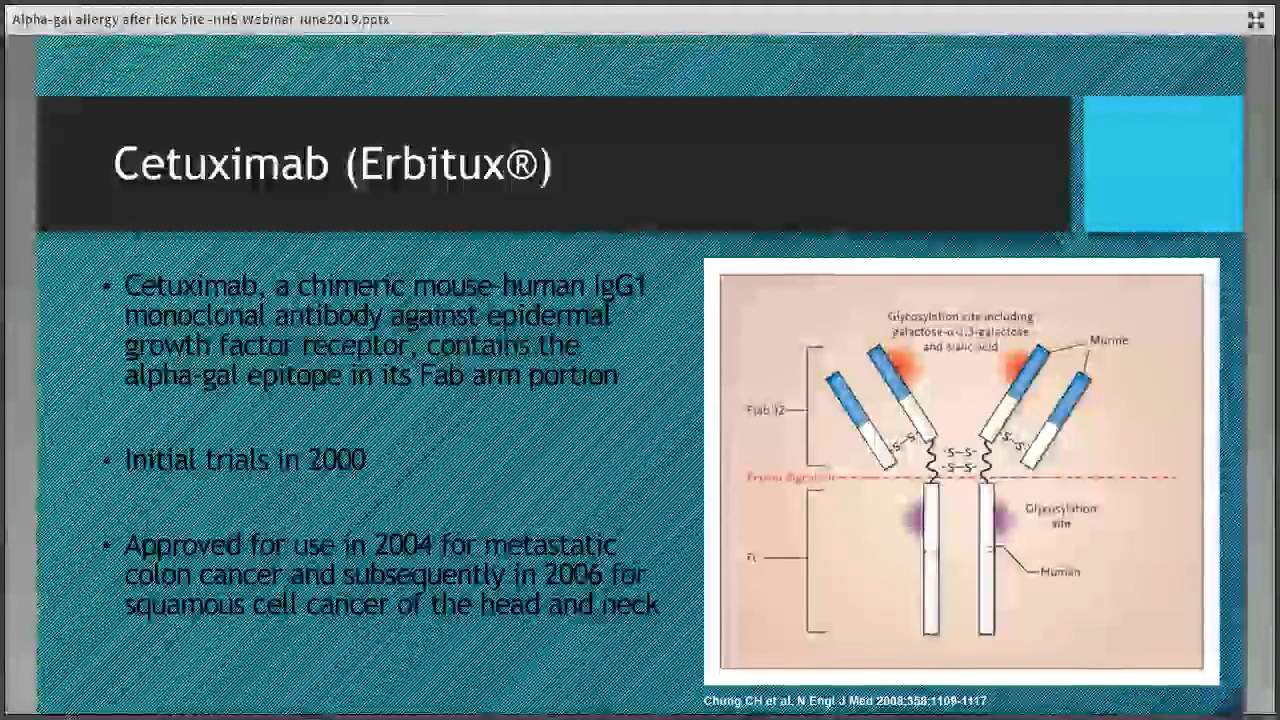 Alpha-gal allergy after tick bite -HHS Webinar June2019.pptx
Cetuximab (Erbitux®)
• Cetuximab, a chimeric mouse-human IgG1
monoclonal antibody against epidermal
growth factor receptor, contains the
alpha-gal epitope in its Fab arm portion
• Initial trials in 2000
• Approved for use in 2004 for metastatic
colon cancer and subsequently in 2006 for
squamous cell cancer of the head and neck
Glycosylation site including
galactose-α-1,3-galactose
and sialic acid
Murine
F(ab')2
S-S
S-S
-S-S-
-S-S-
Pepsin digestion
Glycosylation
site
Fc
Human
Chung CH et al. N Engl J Med 2008;358:1109-1117